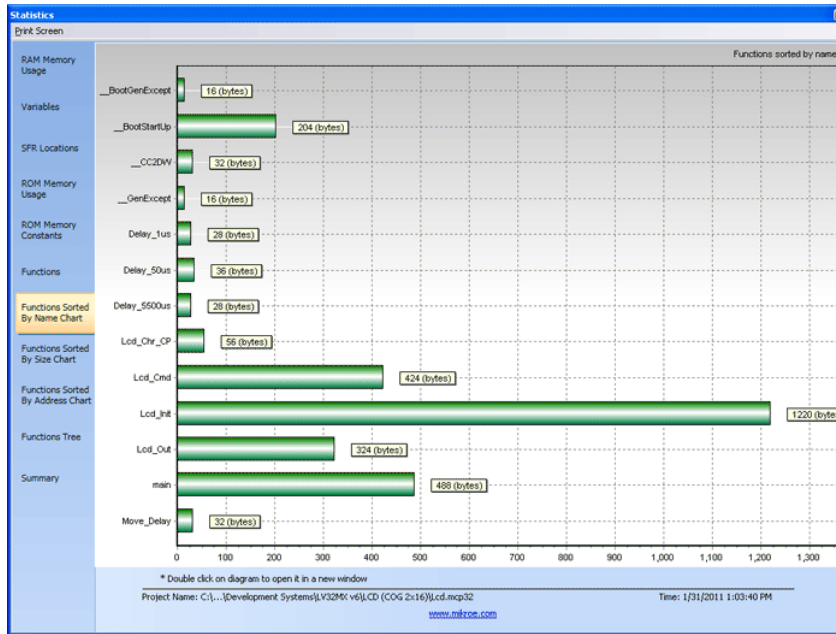 Statistics
Print Screen
RAM Memory
Usage
Variables
SFR Locations
ROM Memory
Usage
ROM Memory
Constants
Functions
Functions Sorted
By Name Chart
Functions Sorted
By Size Chart
Functions Sorted
By Address Chart
Functions Tree
Summary
Functions sorted by name
__BootGenExcept 16 (bytes)
__BootStartUp 204 (bytes)
__CC2DW 32 (bytes)
__GenExcept 16 (bytes)
Delay_1us 28 (bytes)
Delay_50us 36 (bytes)
Delay_5500us 28 (bytes)
Lcd_Chr_CP 56 (bytes)
Lcd_Cmd 424 (bytes)
Lcd_Init 1220 (byte
Lcd_Out 324 (bytes)
main 488 (bytes)
Move_Delay 32 (bytes)
0 100 200 300 400 500 600 700 800 900 1,000 1,100 1,200 1,300
* Double click on diagram to open it in a new window
Project Name: C:\...\Development Systems\LV32MX v6\LCD (COG 2x16)\Lcd.mcp32 Time: 1/31/2011 1:03:40 PM
www.mikroe.com